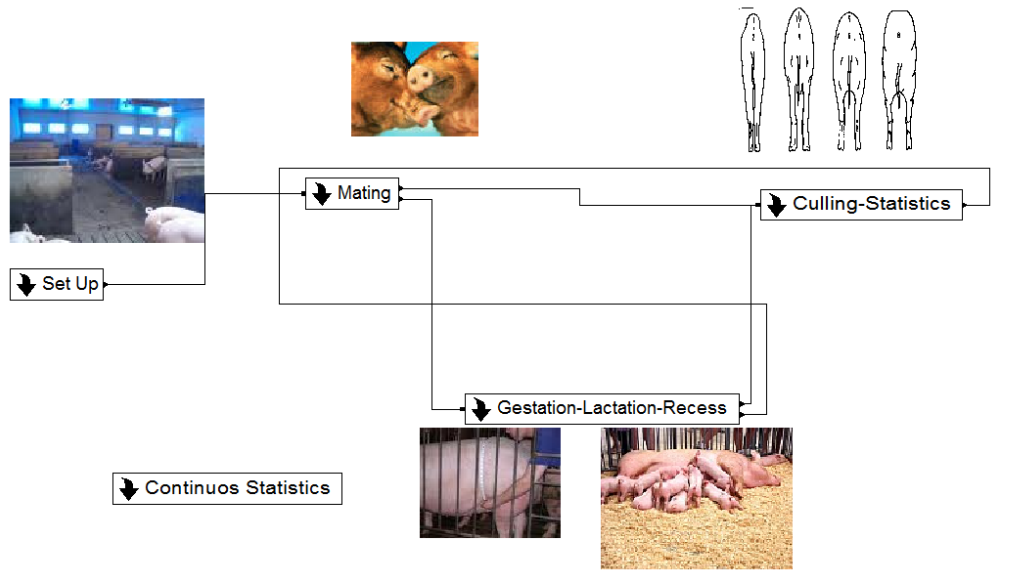 Mating
Culling-Statistics
Set Up
Gestation-Lactation-Recess
Continuos Statistics